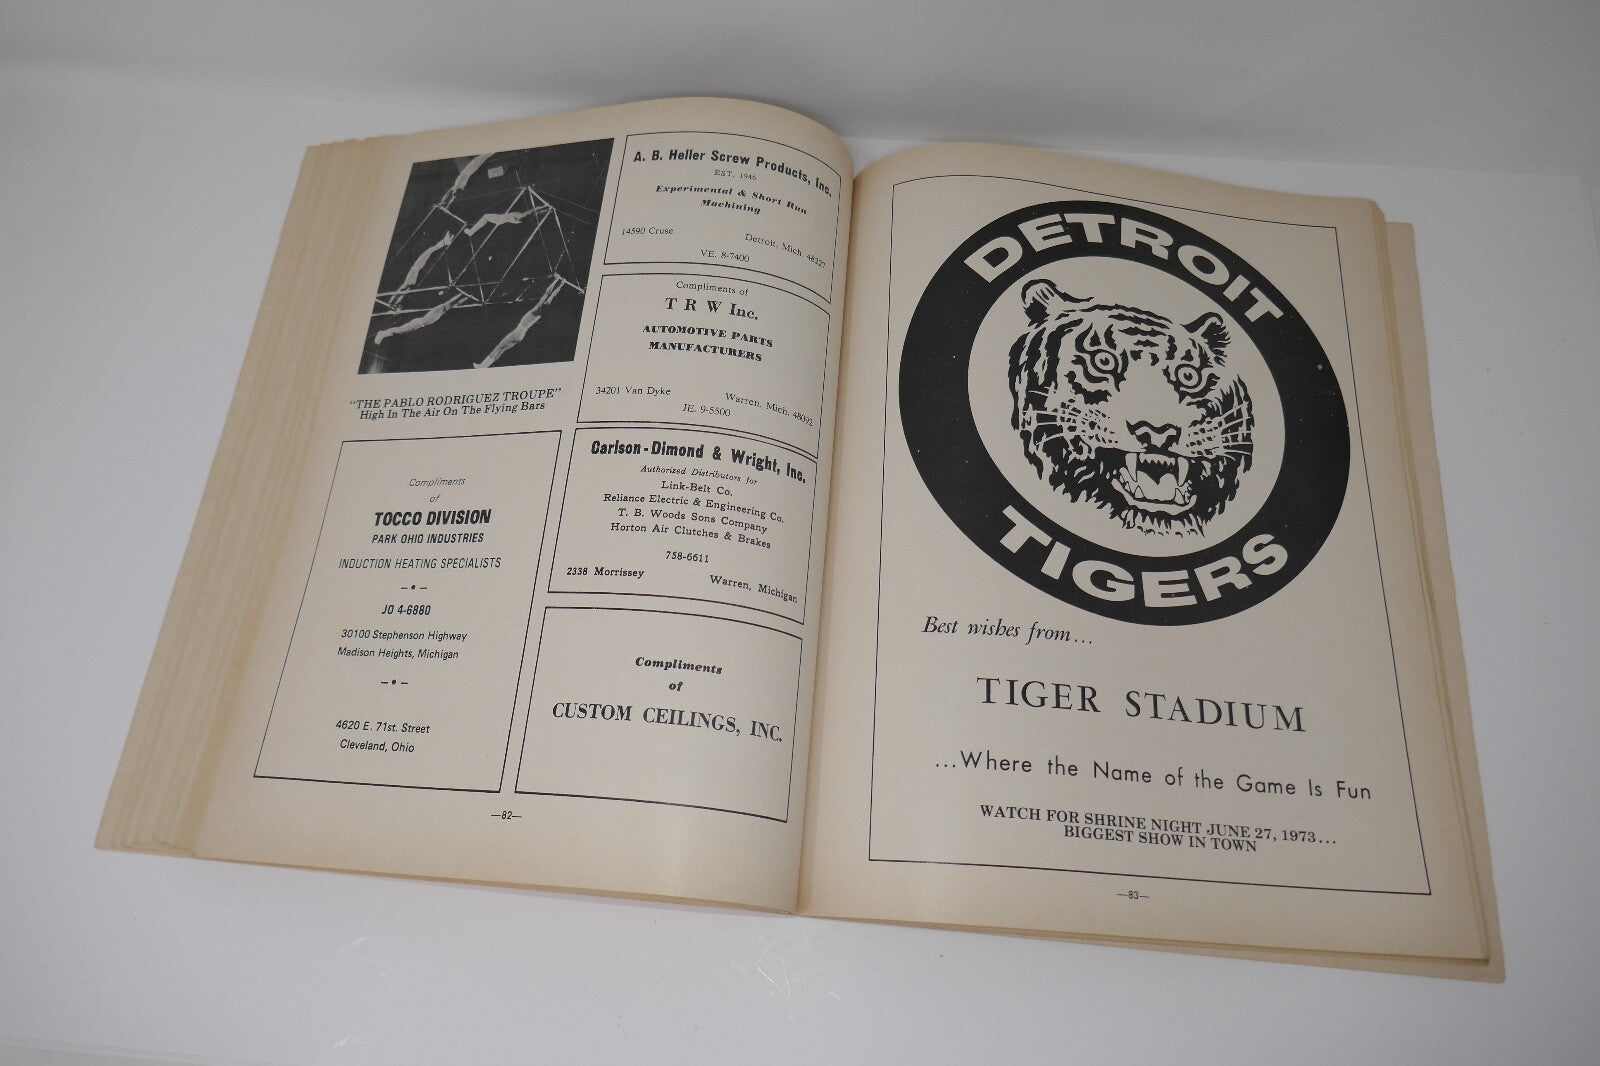 "THE PABLO RODRIGUEZ TROUPE"
High In The Air On The Flying Bars
Compliments
of
TOCCO DIVISION
PARK OHIO INDUSTRIES
INDUCTION HEATING SPECIALISTS
JO 4-6880
30100 Stephenson Highway
Madison Heights, Michigan
4620 E. 71st. Street
Cleveland, Ohio
A. B. Heller Screw Products, Inc.
EST. 1946
Experimental & Short Run
Machining
14590 Cruse
Detroit, Mich. 48227
VE. 8-7400
Compliments of
T R W Inc.
AUTOMOTIVE PARTS
MANUFACTURERS
34201 Van Dyke
Warren, Mich. 48092
JE. 9-5500
Carlson-Dimond & Wright, Inc.
Authorized Distributors for
Link-Belt Co.
Reliance Electric & Engineering Co.
T. B. Woods Sons Company
Horton Air Clutches & Brakes
758-6611
2338 Morrissey
Warren, Michigan
Compliments
of
CUSTOM CEILINGS, INC.
—82—
DETROIT
TIGERS
Best wishes from...
TIGER STADIUM
...Where the Name of the Game Is Fun
WATCH FOR SHRINE NIGHT JUNE 27, 1973...
BIGGEST SHOW IN TOWN
—83—